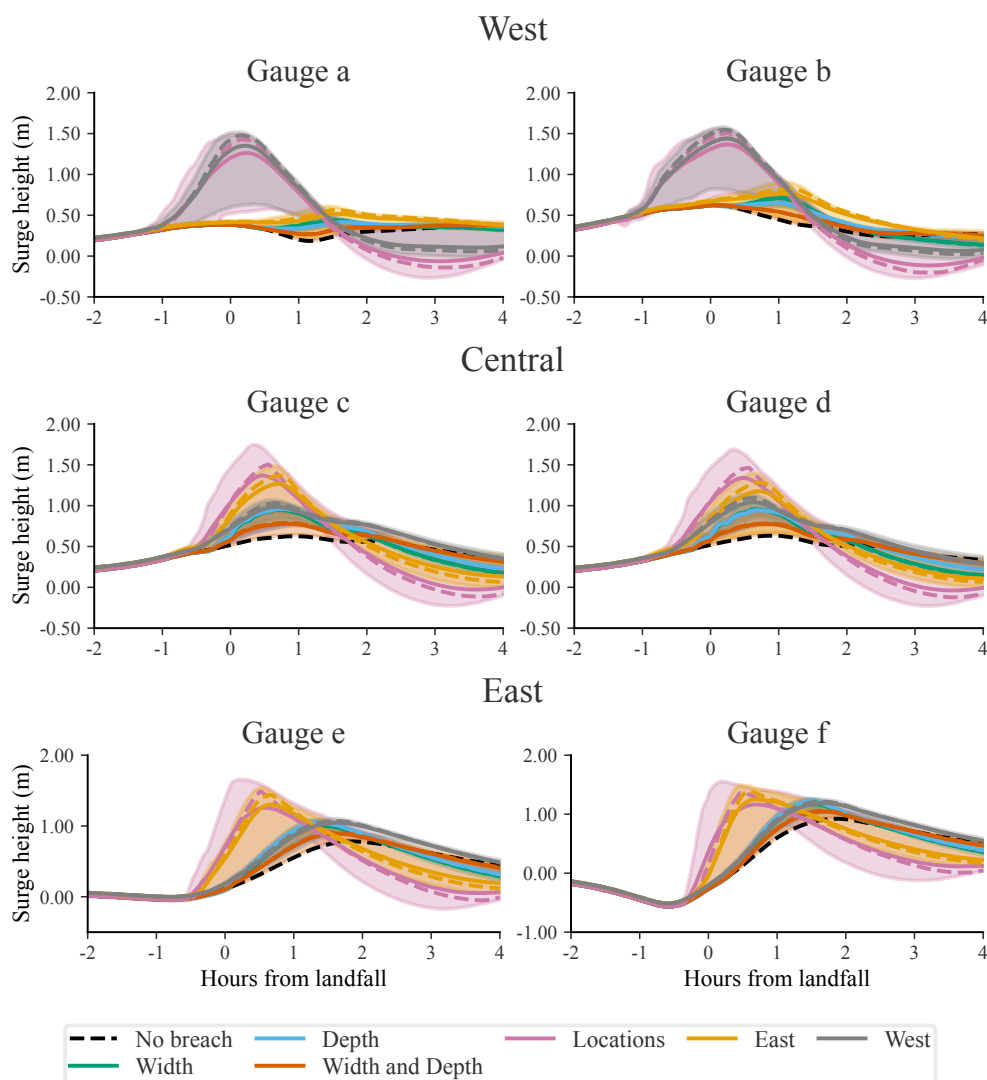 West
Gauge a
Gauge b
2.00
1.50
1.00
0.50
0.00
-0.50
Surge height (m)
-2 -1 0 1 2 3 4
2.00
1.50
1.00
0.50
0.00
-0.50
-2 -1 0 1 2 3 4
Central
Gauge c
Gauge d
2.00
1.50
1.00
0.50
0.00
-0.50
Surge height (m)
-2 -1 0 1 2 3 4
2.00
1.50
1.00
0.50
0.00
-0.50
-2 -1 0 1 2 3 4
East
Gauge e
Gauge f
2.00
1.00
0.00
Surge height (m)
-2 -1 0 1 2 3 4
Hours from landfall
2.00
1.00
0.00
-1.00
-2 -1 0 1 2 3 4
Hours from landfall
No breach Depth Locations East West
Width Width and Depth